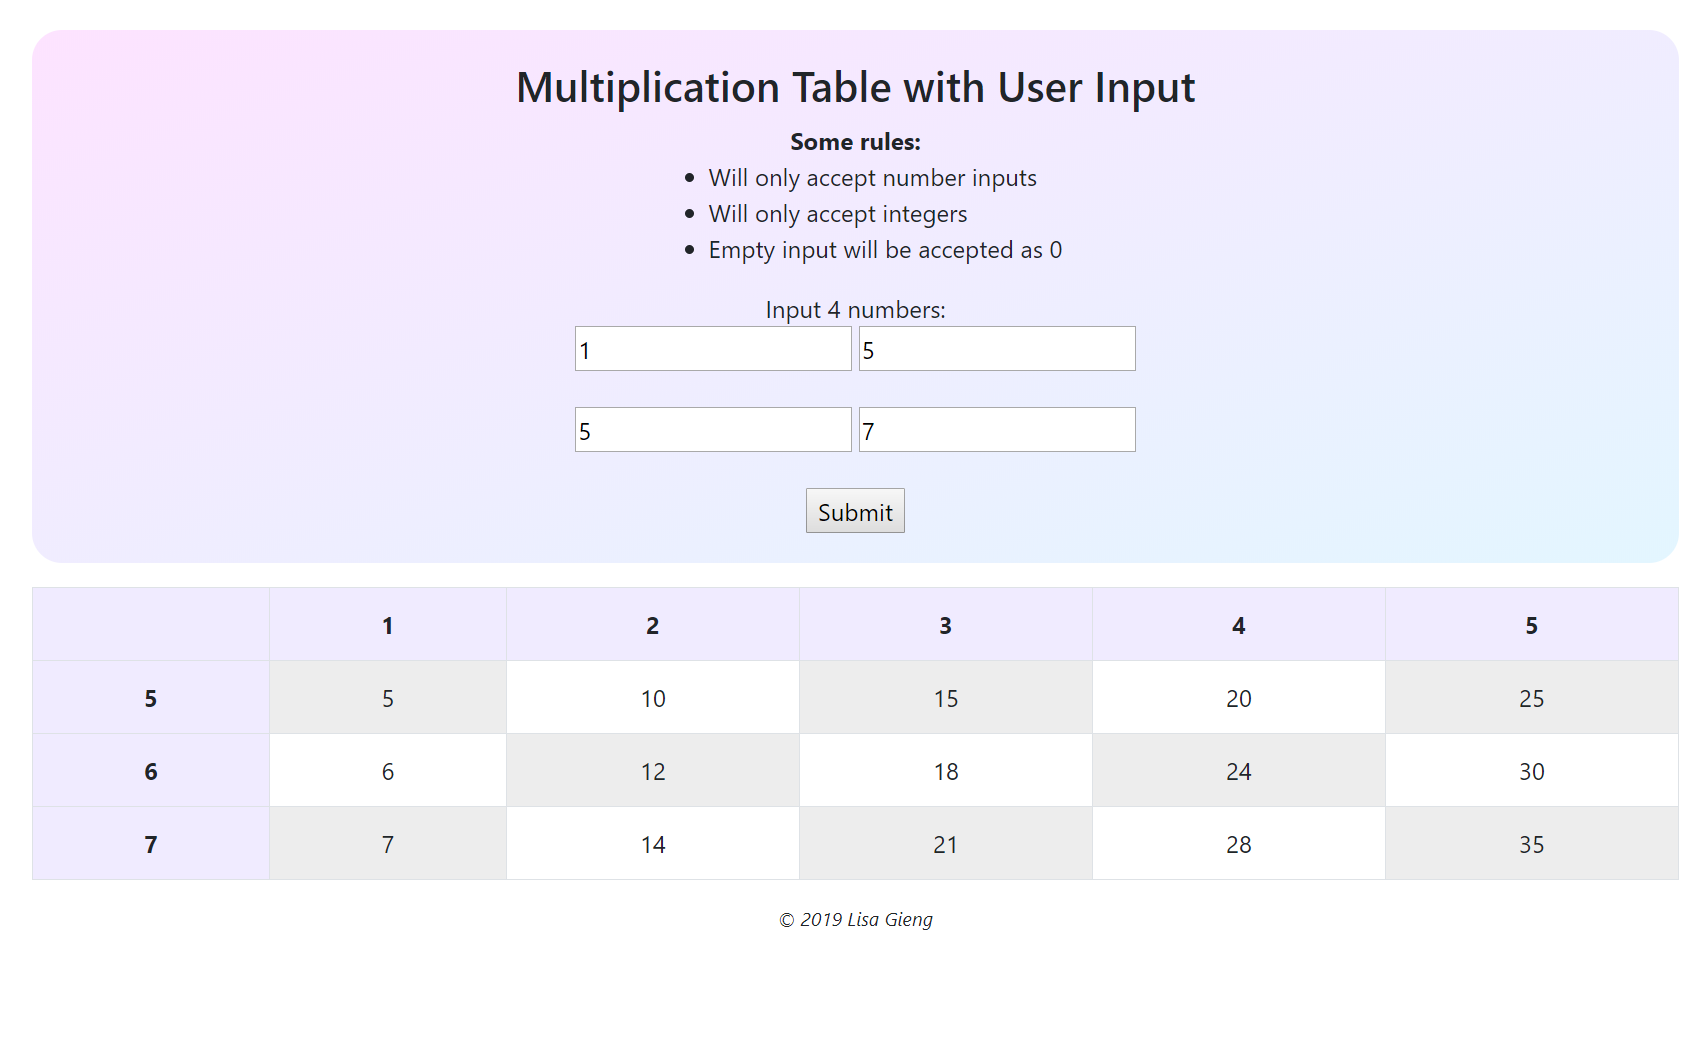 Multiplication Table with User Input
Some rules:
Will only accept number inputs
Will only accept integers
Empty input will be accepted as 0
Input 4 numbers:
1 5
5 7
Submit
1 2 3 4 5
5 5 10 15 20 25
6 6 12 18 24 30
7 7 14 21 28 35
© 2019 Lisa Gieng